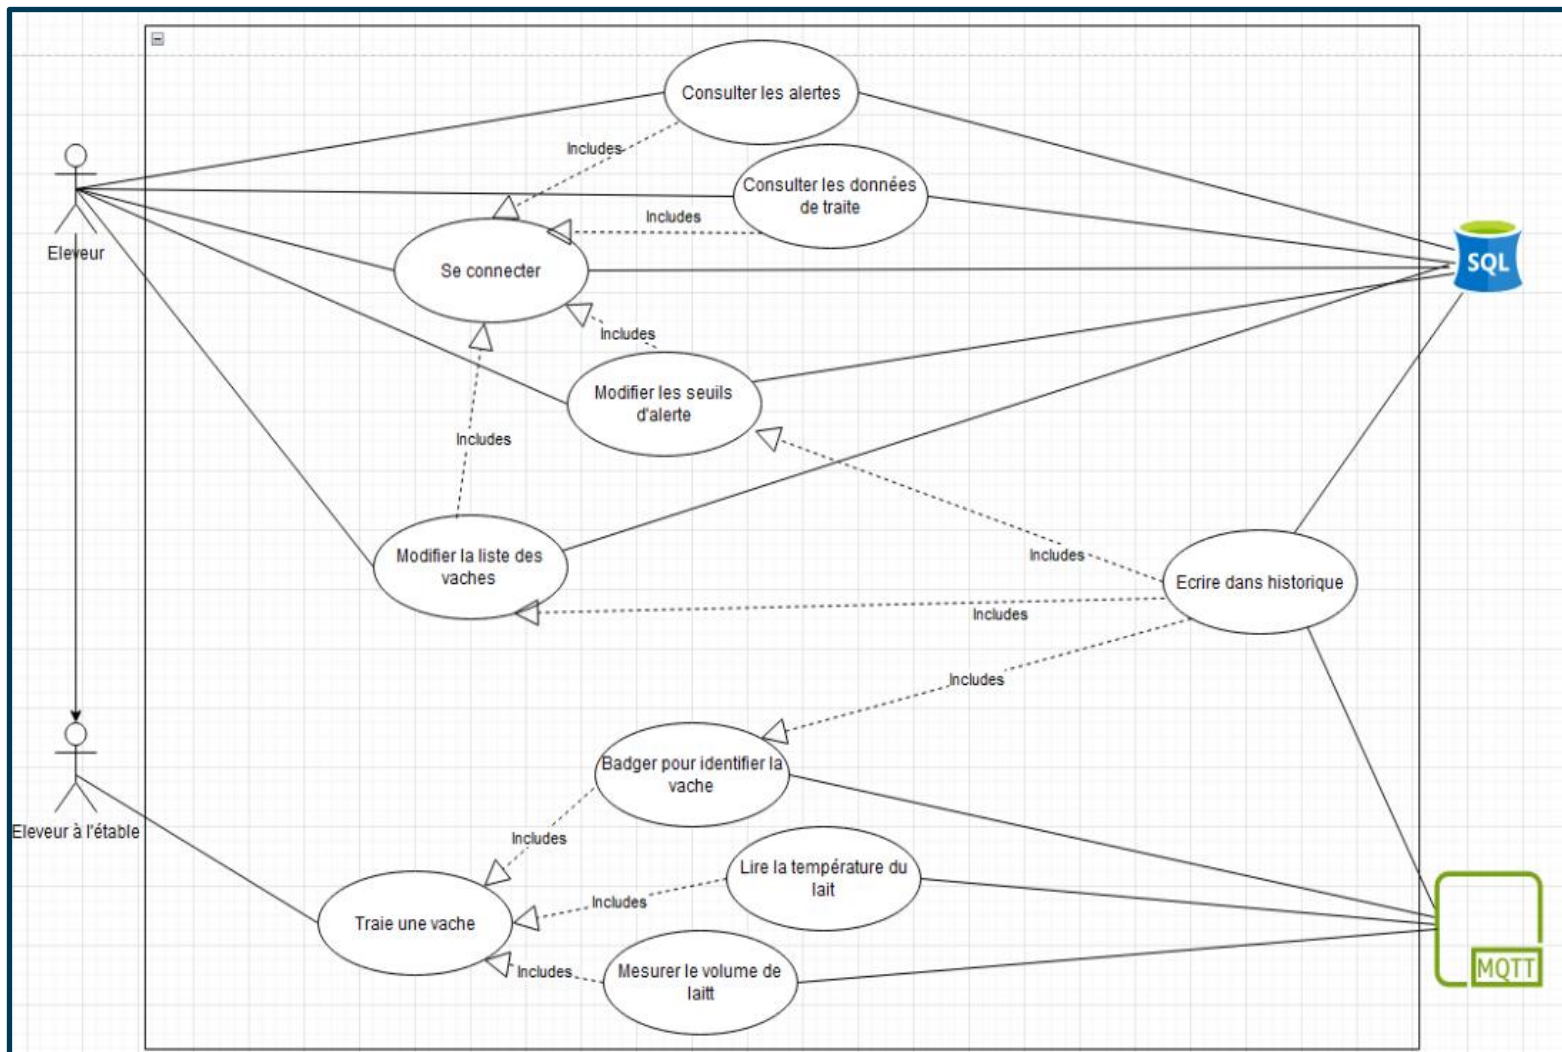 Consulter les alertes
Includes
Consulter les données
de traite
Includes
Eleveur
Se connecter
SQL
Includes
Modifier les seuils
d'alerte
Includes
Modifier la liste des
vaches
Includes
Ecrire dans historique
Includes
Includes
Badger pour identifier la
vache
Eleveur à l'étable
Includes
Lire la température du
lait
Includes
Traie une vache
Includes
Mesurer le volume de
laitt
MQTT